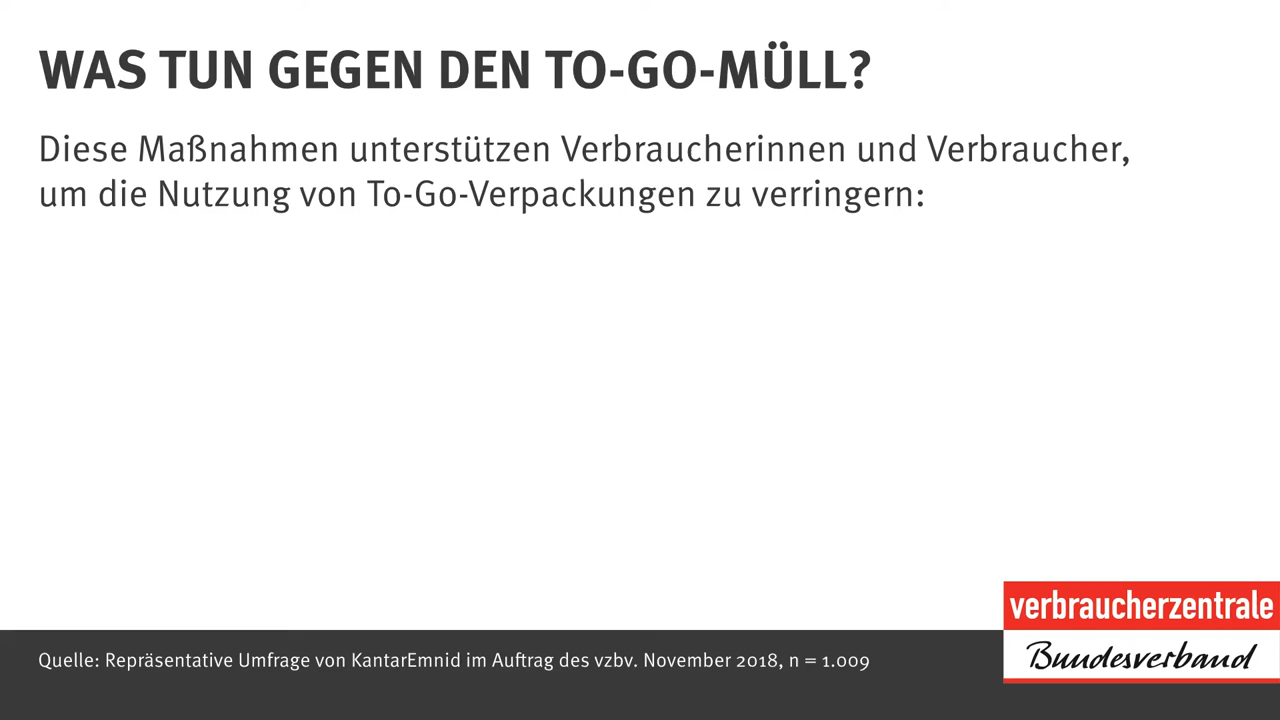 WAS TUN GEGEN DEN TO-GO-MÜLL?
Diese Maßnahmen unterstützen Verbraucherinnen und Verbraucher,
um die Nutzung von To-Go-Verpackungen zu verringern:
verbraucherzentrale
Bundesverband
Quelle: Repräsentative Umfrage von KantarEmnid im Auftrag des vzbv. November 2018, n = 1.009